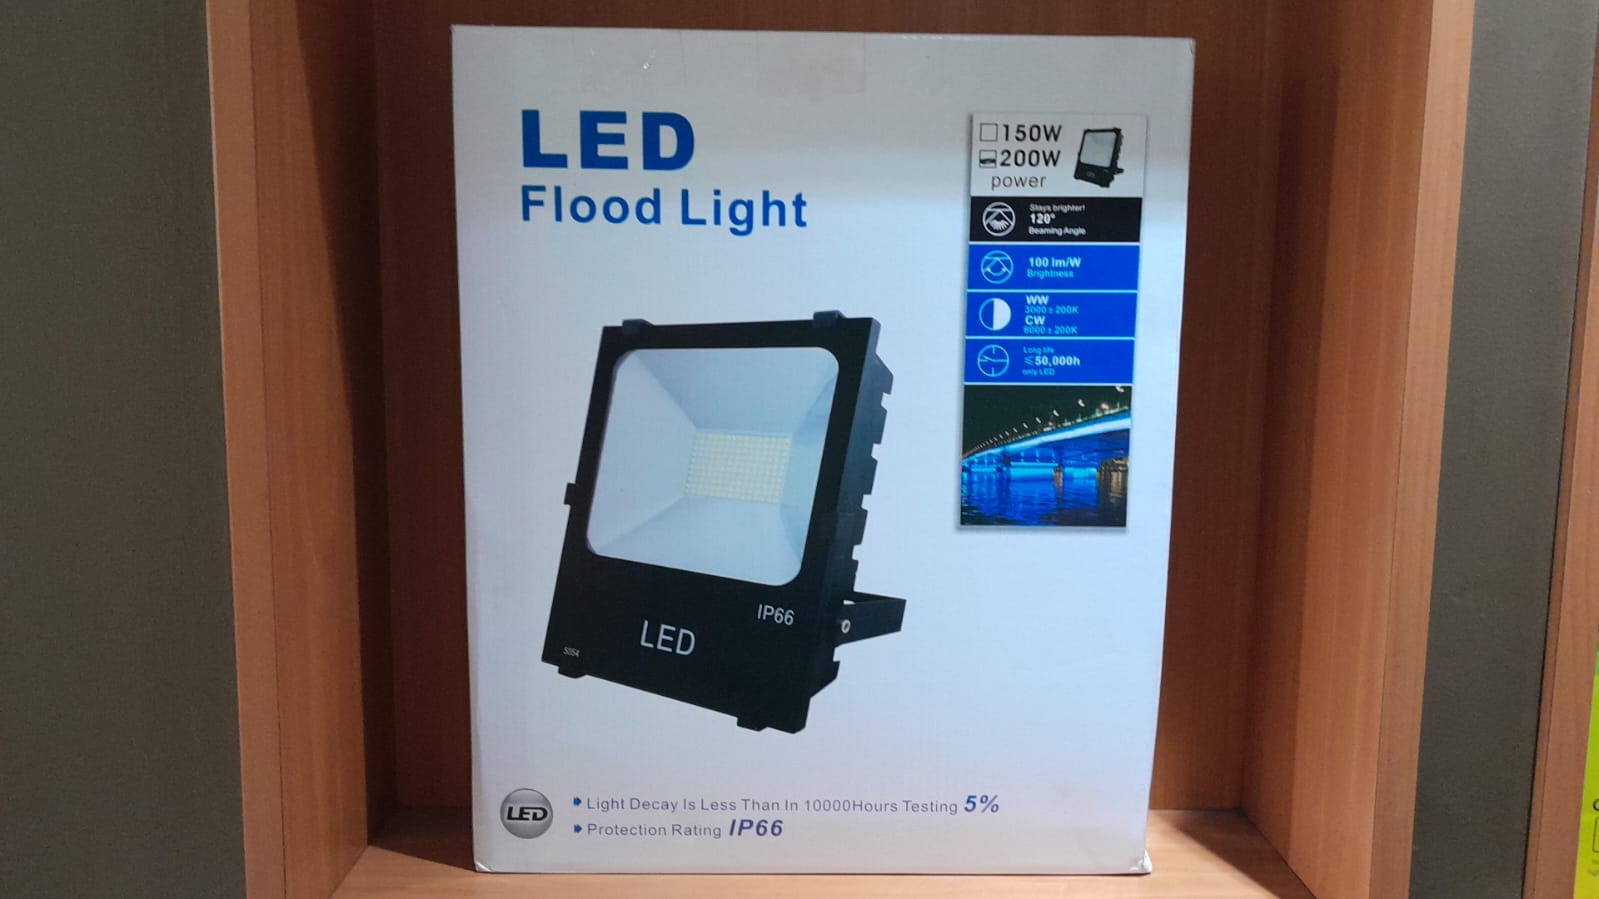 LED
Flood Light
150W
200W
power
Stays brighter!
120°
Beaming Angle
100 lm/W
Brightness
WW
3000 ± 200K
CW
6000 ± 200K
Long life
≤50,000h
only LED
IP66
LED
5054
LED
Light Decay Is Less Than In 10000Hours Testing 5%
Protection Rating IP66